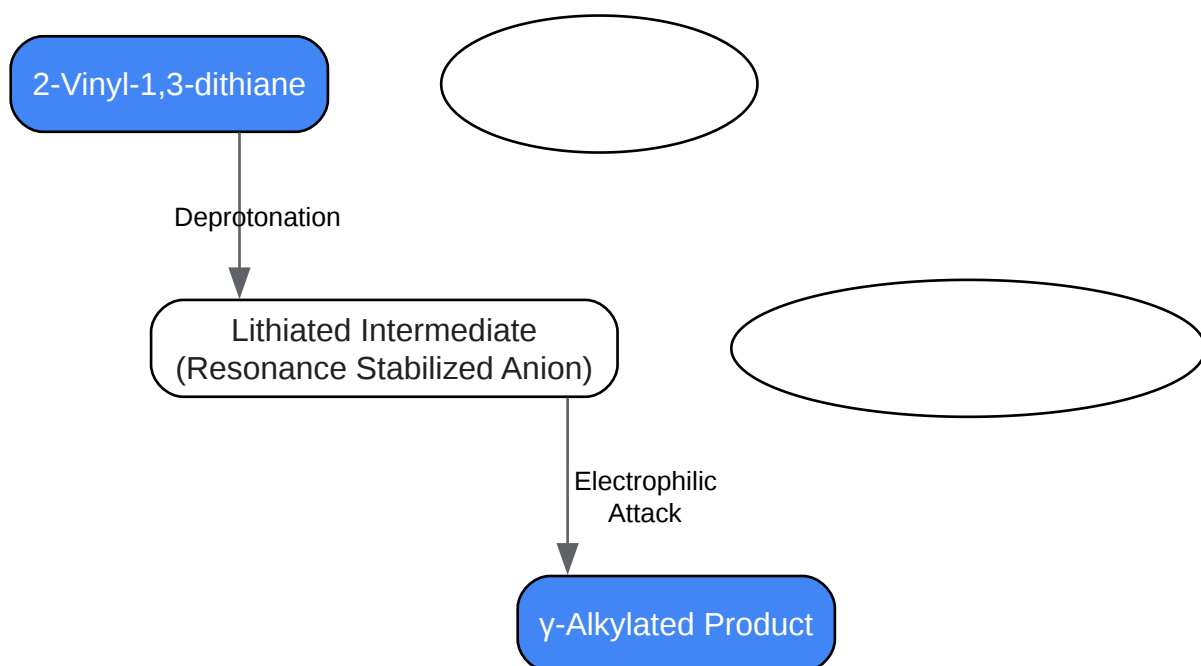 2-Vinyl-1,3-dithiane
Deprotonation
Lithiated Intermediate
(Resonance Stabilized Anion)
Electrophilic
Attack
γ-Alkylated Product